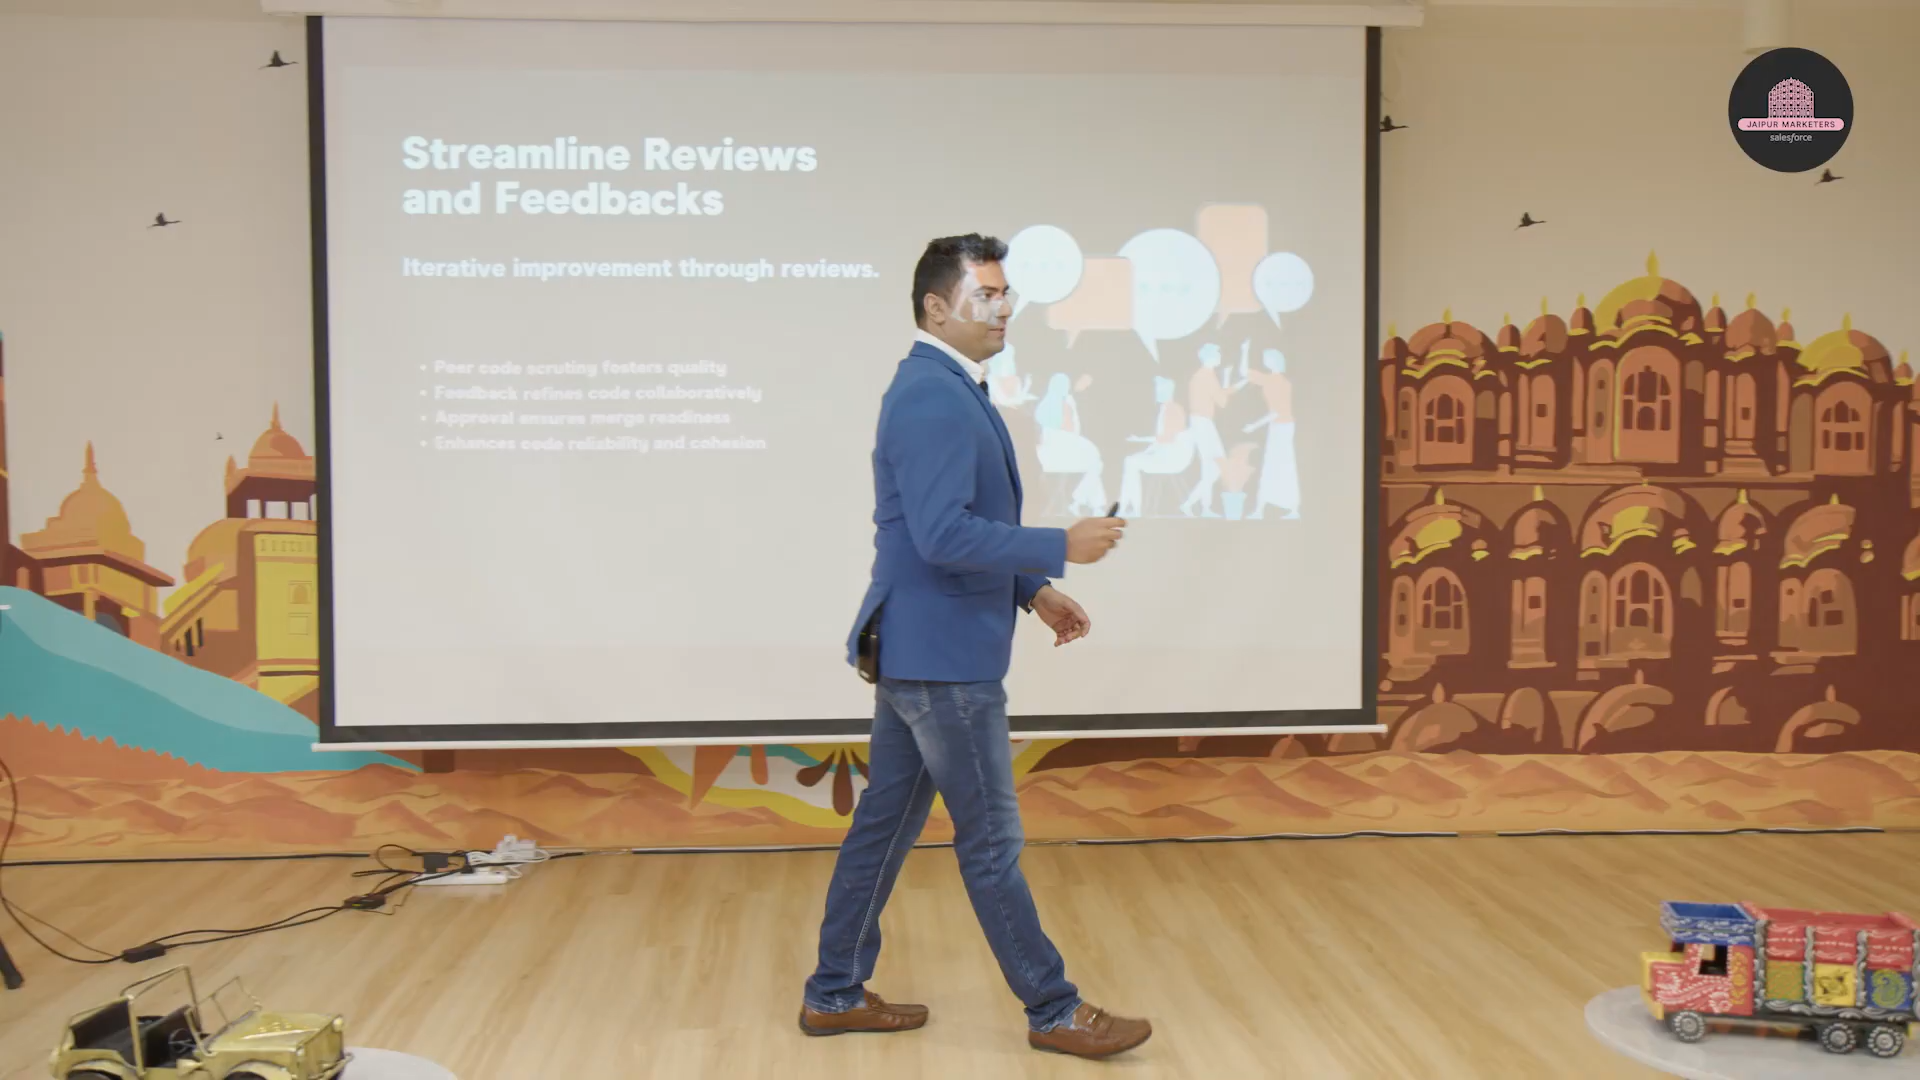 Streamline Reviews
and Feedbacks
Iterative improvement through reviews.
• Peer code scrutiny fosters quality
• Feedback refines code collaboratively
• Approval ensures merge readiness
• Enhances code reliability and cohesion
JAIPUR MARKETERS
salesforce